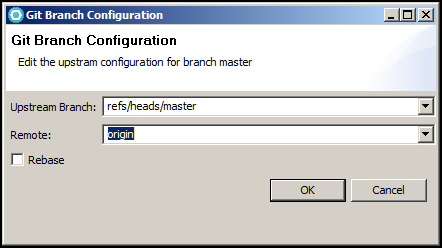 Git Branch Configuration
Git Branch Configuration
Edit the upstram configuration for branch master
Upstream Branch: refs/heads/master
Remote: origin
Rebase
OK Cancel